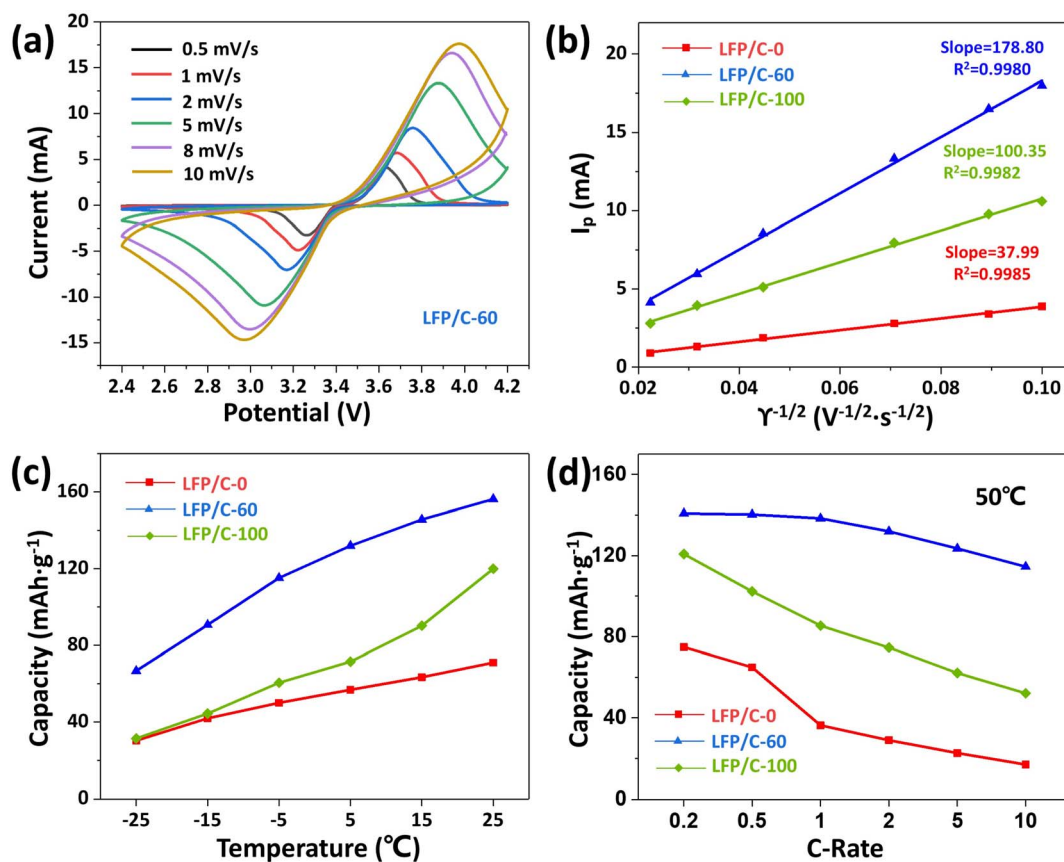 (a)
20
15
10
5
0
-5
-10
-15
Current (mA)
0.5 mV/s
1 mV/s
2 mV/s
5 mV/s
8 mV/s
10 mV/s
LFP/C-60
2.4 2.6 2.8 3.0 3.2 3.4 3.6 3.8 4.0 4.2
Potential (V)
(b)
20
15
10
5
0
Iₚ (mA)
LFP/C-0
LFP/C-60
LFP/C-100
Slope=178.80
R²=0.9980
Slope=100.35
R²=0.9982
Slope=37.99
R²=0.9985
0.02 0.04 0.06 0.08 0.10
ϒ⁻¹/² (V⁻¹/²·s⁻¹/²)
(c)
160
120
80
40
0
Capacity (mAh·g⁻¹)
LFP/C-0
LFP/C-60
LFP/C-100
-25 -15 -5 5 15 25
Temperature (℃)
(d)
160
120
80
40
0
Capacity (mAh·g⁻¹)
50℃
LFP/C-0
LFP/C-60
LFP/C-100
0.2 0.5 1 2 5 10
C-Rate